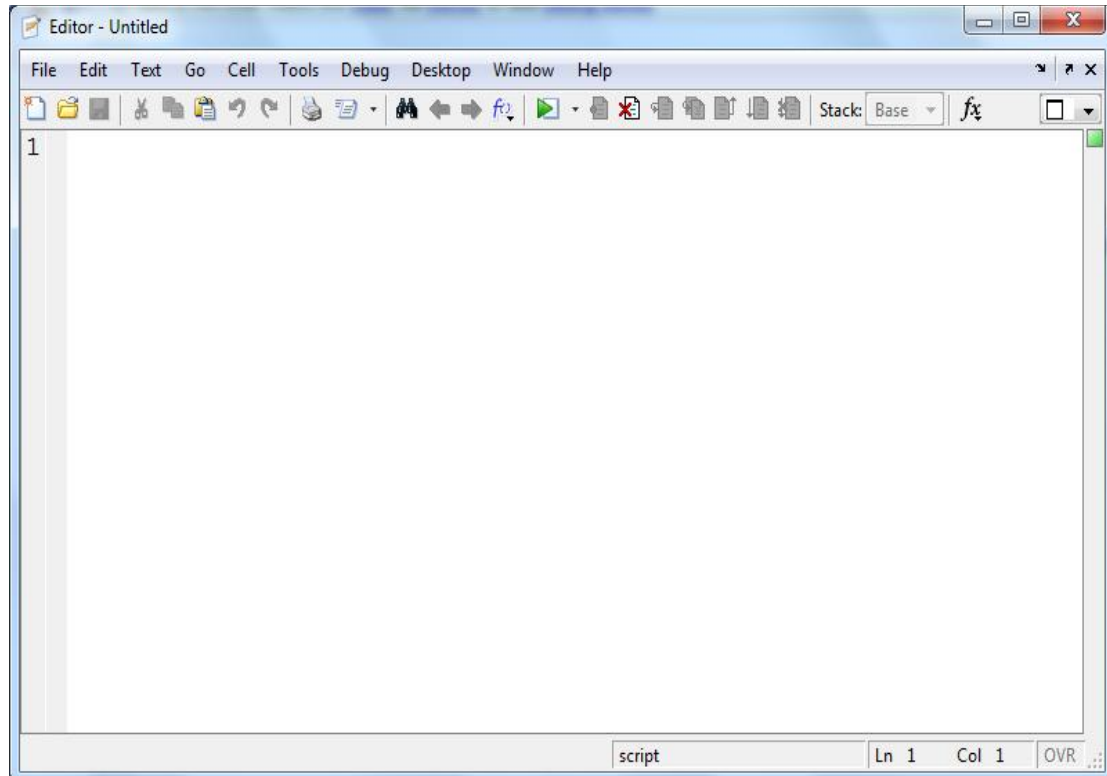 Editor - Untitled
File Edit Text Go Cell Tools Debug Desktop Window Help
Stack: Base fx
1
script Ln 1 Col 1 OVR